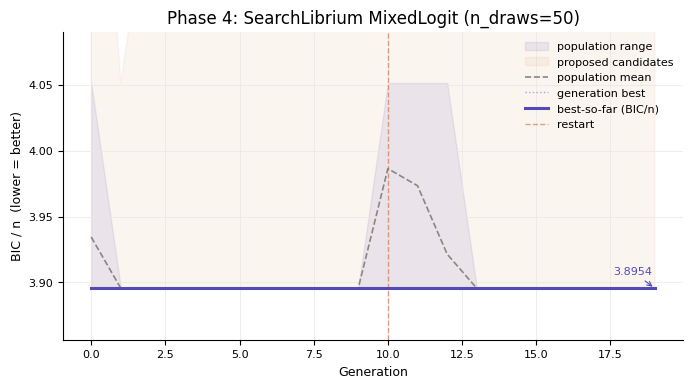 Phase 4: SearchLibrium MixedLogit (n_draws=50)
population range
proposed candidates
population mean
generation best
best-so-far (BIC/n)
restart
BIC / n  (lower = better)
4.05
4.00
3.95
3.90
3.8954
0.0
2.5
5.0
7.5
10.0
12.5
15.0
17.5
Generation